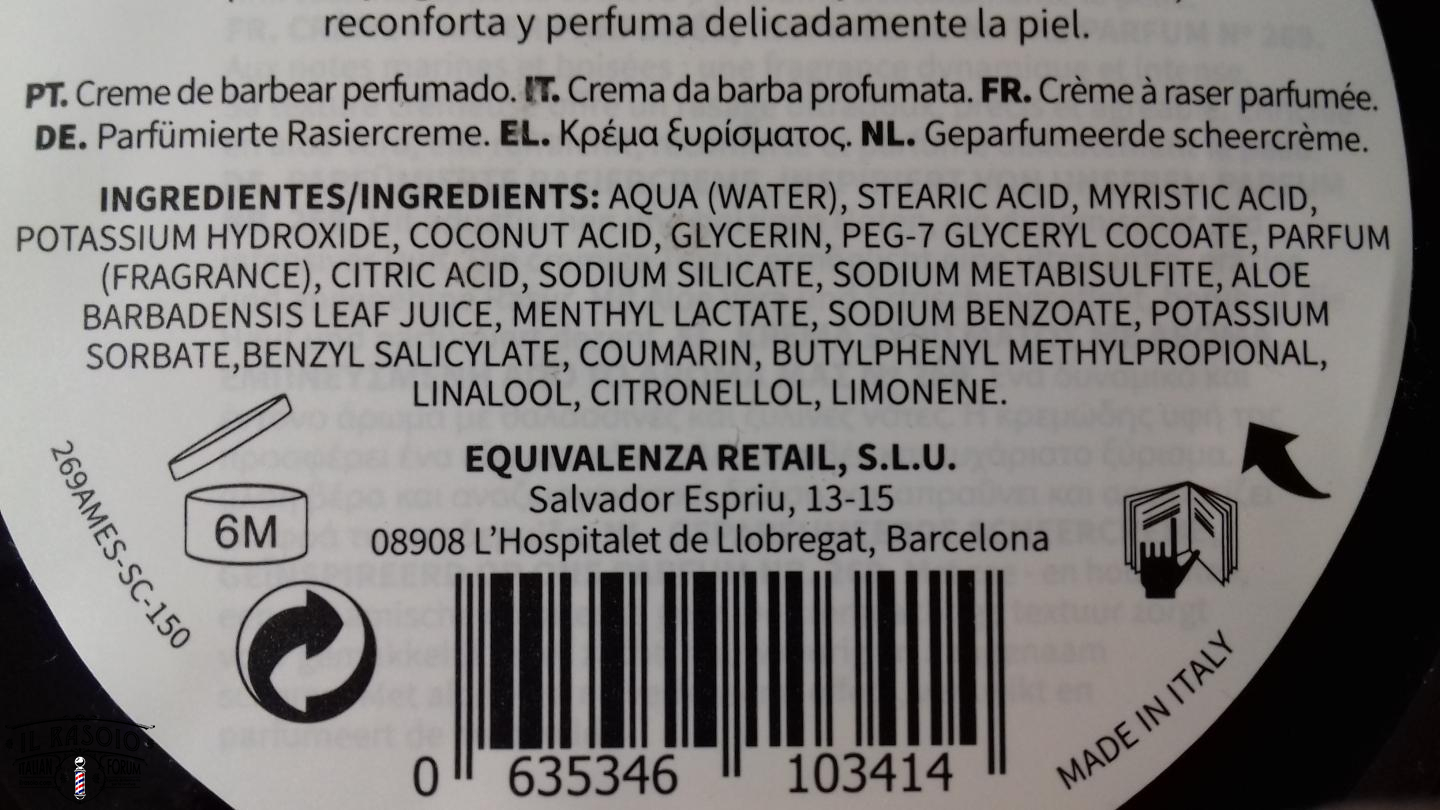 reconforta y perfuma delicadamente la piel.
PT. Creme de barbear perfumado. IT. Crema da barba profumata. FR. Crème à raser parfumée.
DE. Parfümierte Rasiercreme. EL. Κρέμα ξυρίσματος. NL. Geparfumeerde scheercrème.
INGREDIENTES/INGREDIENTS: AQUA (WATER), STEARIC ACID, MYRISTIC ACID,
POTASSIUM HYDROXIDE, COCONUT ACID, GLYCERIN, PEG-7 GLYCERYL COCOATE, PARFUM
(FRAGRANCE), CITRIC ACID, SODIUM SILICATE, SODIUM METABISULFITE, ALOE
BARBADENSIS LEAF JUICE, MENTHYL LACTATE, SODIUM BENZOATE, POTASSIUM
SORBATE,BENZYL SALICYLATE, COUMARIN, BUTYLPHENYL METHYLPROPIONAL,
LINALOOL, CITRONELLOL, LIMONENE.
EQUIVALENZA RETAIL, S.L.U.
Salvador Espriu, 13-15
08908 L'Hospitalet de Llobregat, Barcelona
6M
269AMES-SC-150
MADE IN ITALY
0 635346 103414
IL RASOIO
ITALIAN FORUM